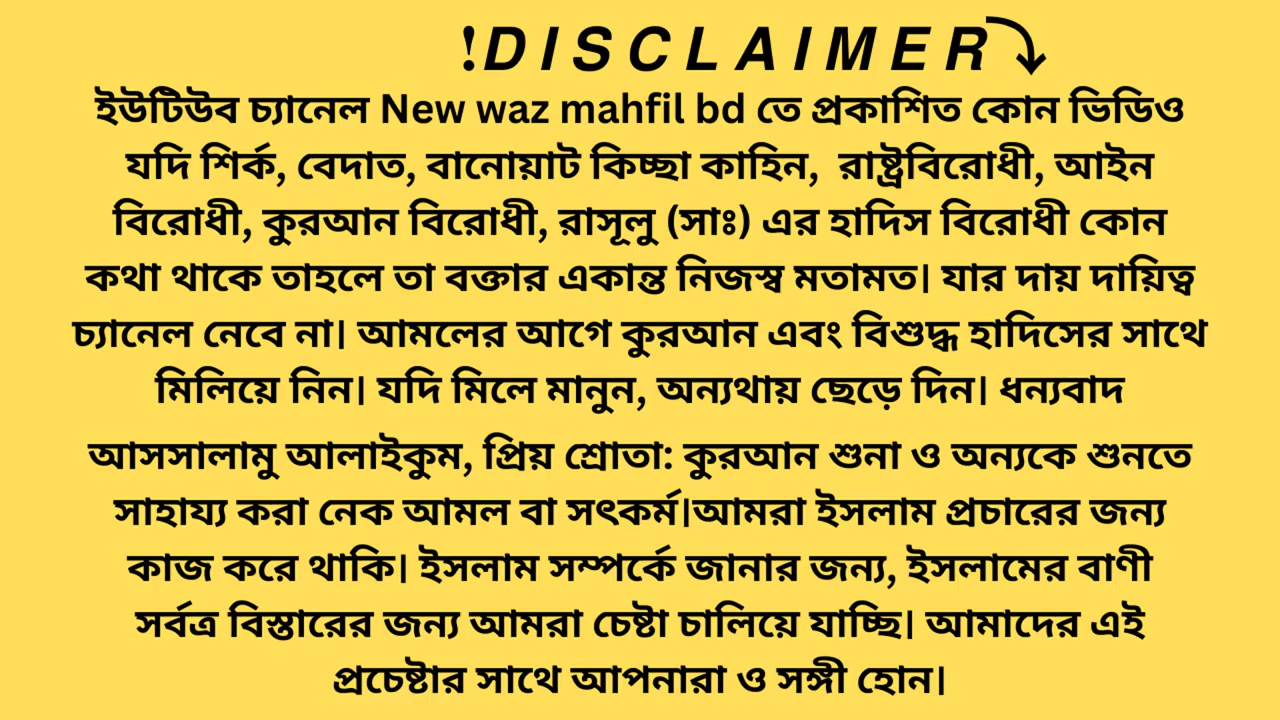 !DISCLAIMER
ইউটিউব চ্যানেল New waz mahfil bd তে প্রকাশিত কোন ভিডিও
যদি শির্ক, বেদাত, বানোয়াট কিচ্ছা কাহিন, রাষ্ট্রবিরোধী, আইন
বিরোধী, কুরআন বিরোধী, রাসূলু (সাঃ) এর হাদিস বিরোধী কোন
কথা থাকে তাহলে তা বক্তার একান্ত নিজস্ব মতামত। যার দায় দায়িত্ব
চ্যানেল নেবে না। আমলের আগে কুরআন এবং বিশুদ্ধ হাদিসের সাথে
মিলিয়ে নিন। যদি মিলে মানুন, অন্যথায় ছেড়ে দিন। ধন্যবাদ
আসসালামু আলাইকুম, প্রিয় শ্রোতা: কুরআন শুনা ও অন্যকে শুনতে
সাহায্য করা নেক আমল বা সৎকর্ম।আমরা ইসলাম প্রচারের জন্য
কাজ করে থাকি। ইসলাম সম্পর্কে জানার জন্য, ইসলামের বাণী
সর্বত্র বিস্তারের জন্য আমরা চেষ্টা চালিয়ে যাচ্ছি। আমাদের এই
প্রচেষ্টার সাথে আপনারা ও সঙ্গী হোন।